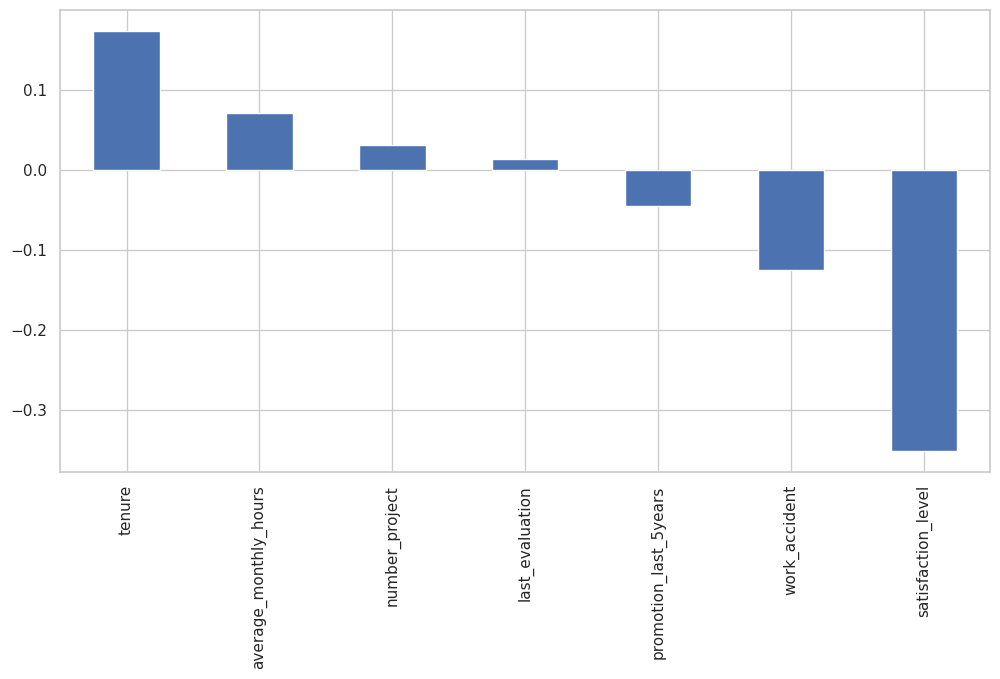 0.1
0.0
−0.1
−0.2
−0.3
tenure
average_monthly_hours
number_project
last_evaluation
promotion_last_5years
work_accident
satisfaction_level